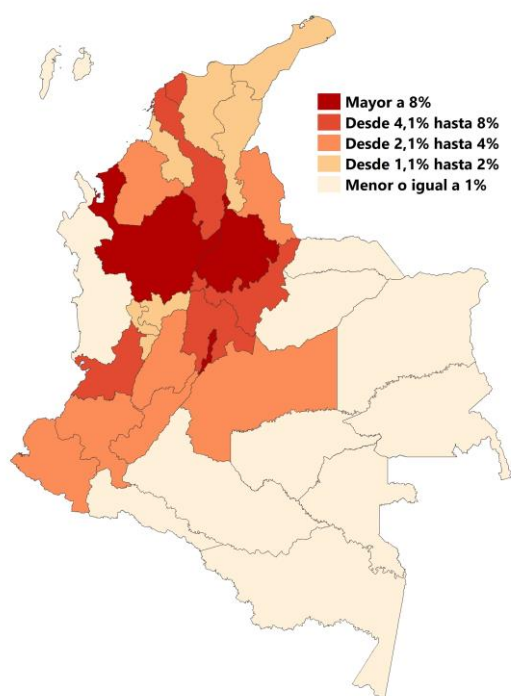 Mayor a 8%
Desde 4,1% hasta 8%
Desde 2,1% hasta 4%
Desde 1,1% hasta 2%
Menor o igual a 1%